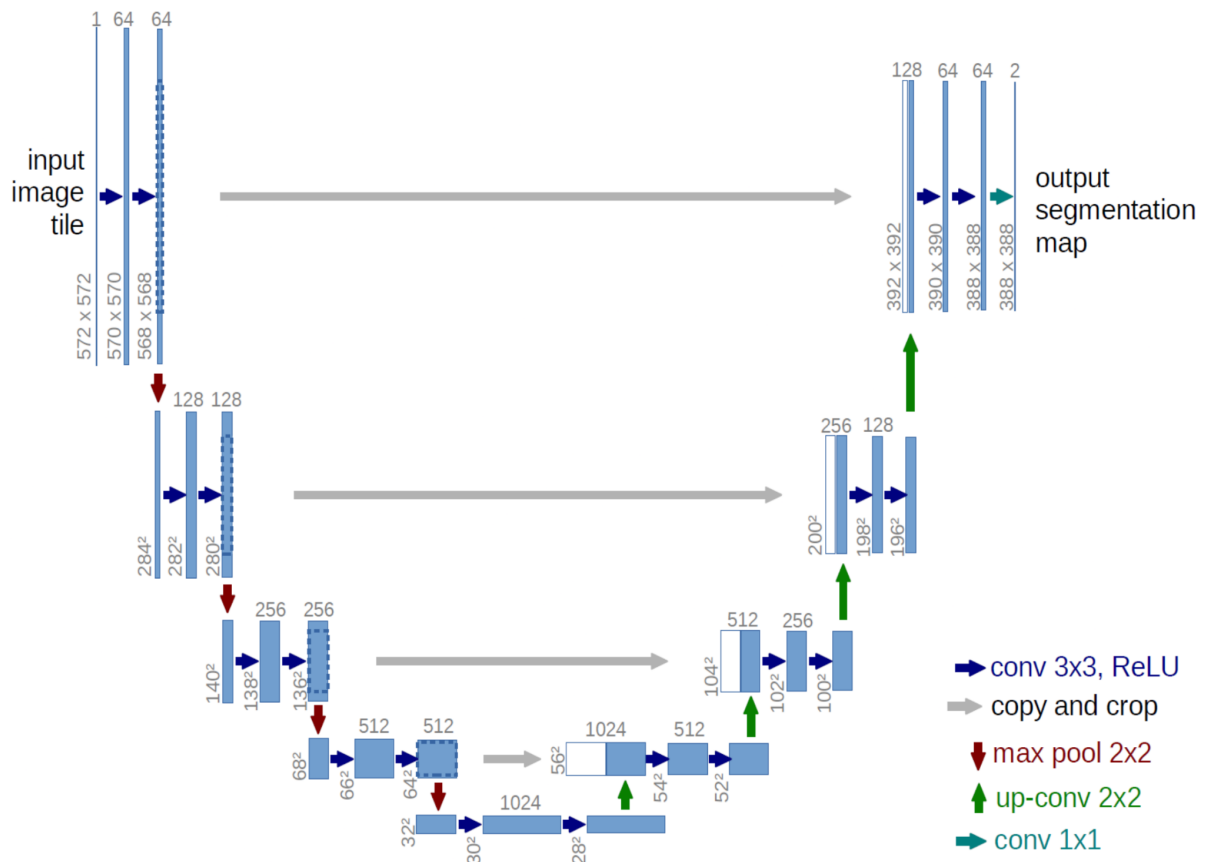 1 64 64
128 64 64 2
input
image
tile
output
segmentation
map
572 x 572
570 x 570
568 x 568
392 x 392
390 x 390
388 x 388
388 x 388
128 128
256 128
284²
282²
280²
200²
198²
196²
256 256
512 256
140²
138²
136²
104²
102²
100²
512 512
1024 512
68²
66²
64²
56²
54²
52²
1024
32²
30²
28²
conv 3x3, ReLU
copy and crop
max pool 2x2
up-conv 2x2
conv 1x1